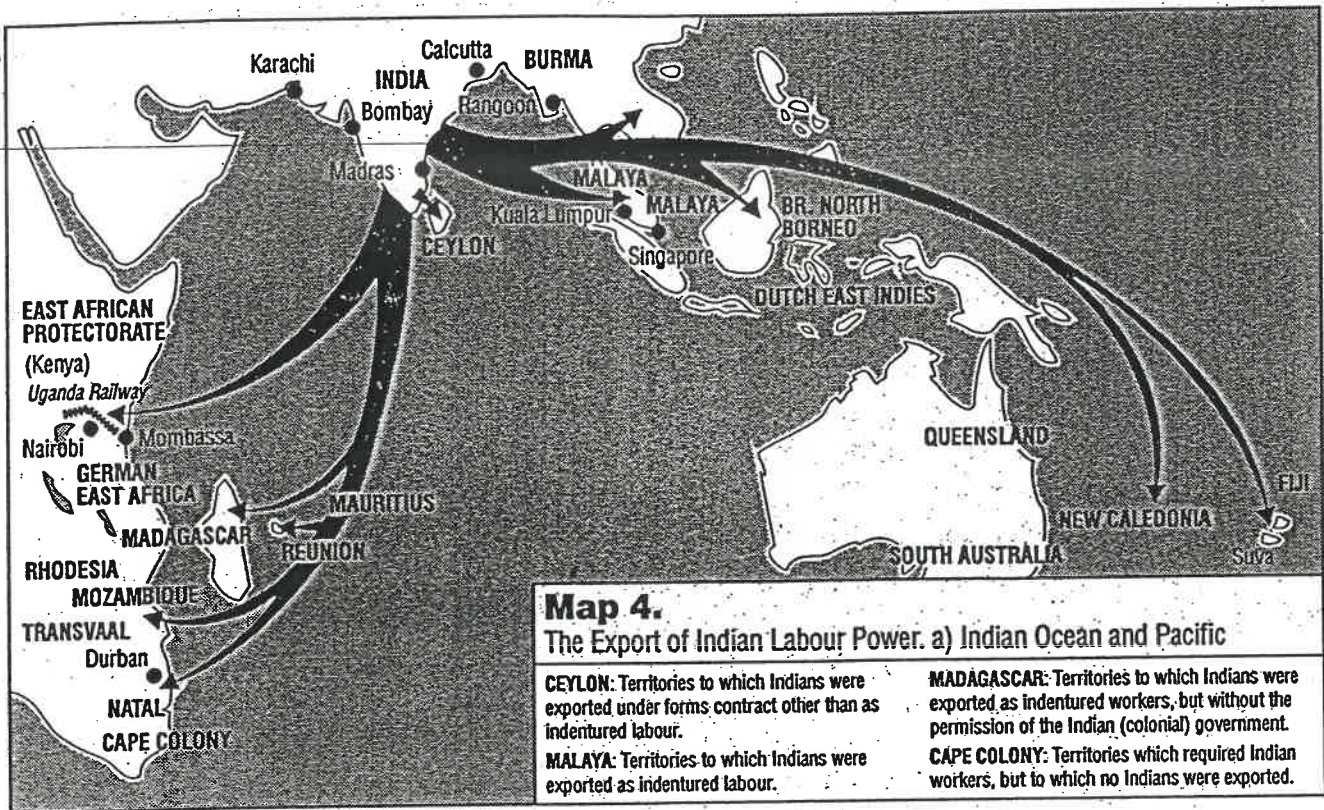 Karachi
Calcutta
BURMA
INDIA
Bombay
Rangoon
Madras
CEYLON
MALAYA
Kuala Lumpur
MALAYA
Singapore
BR. NORTH
BORNEO
DUTCH EAST INDIES
EAST AFRICAN
PROTECTORATE
(Kenya)
Uganda Railway
Nairobi
Mombassa
GERMAN
EAST AFRICA
MAURITIUS
MADAGASCAR
REUNION
RHODESIA
MOZAMBIQUE
TRANSVAAL
Durban
NATAL
CAPE COLONY
QUEENSLAND
SOUTH AUSTRALIA
NEW CALEDONIA
FIJI
Suva
Map 4.
The Export of Indian Labour Power. a) Indian Ocean and Pacific
CEYLON: Territories to which Indians were
exported under forms contract other than as
indentured labour.
MALAYA: Territories to which Indians were
exported as indentured labour.
MADAGASCAR: Territories to which Indians were
exported as indentured workers, but without the
permission of the Indian (colonial) government.
CAPE COLONY: Territories which required Indian
workers, but to which no Indians were exported.